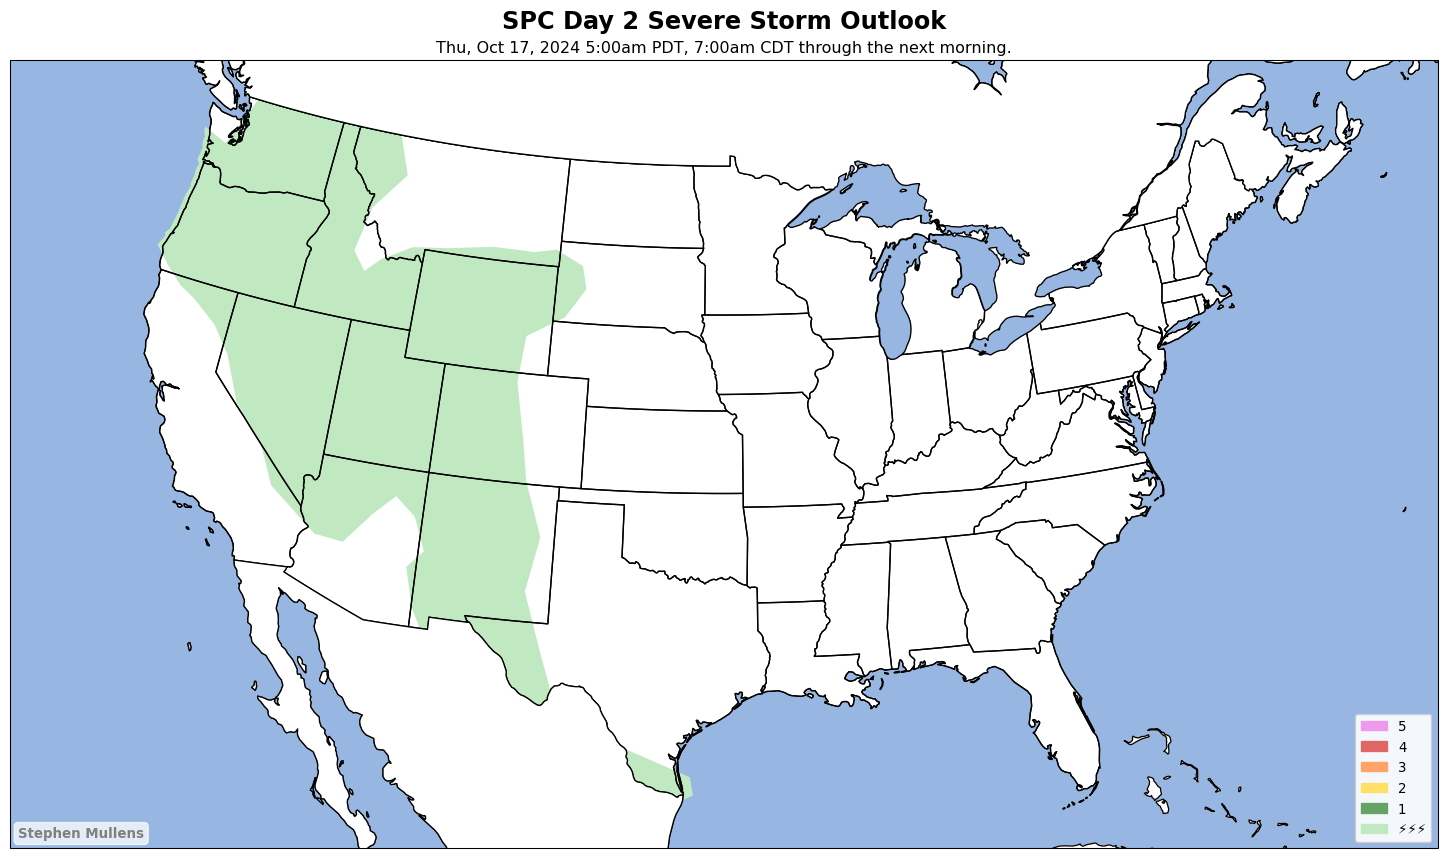 SPC Day 2 Severe Storm Outlook
Thu, Oct 17, 2024 5:00am PDT, 7:00am CDT through the next morning.
5
4
3
2
1
⚡⚡⚡
Stephen Mullens